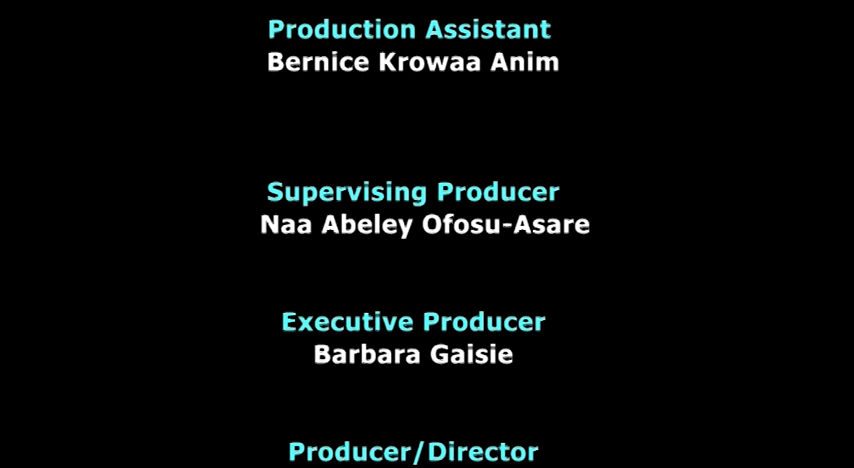 Production Assistant
Bernice Krowaa Anim
Supervising Producer
Naa Abeley Ofosu-Asare
Executive Producer
Barbara Gaisie
Producer/Director